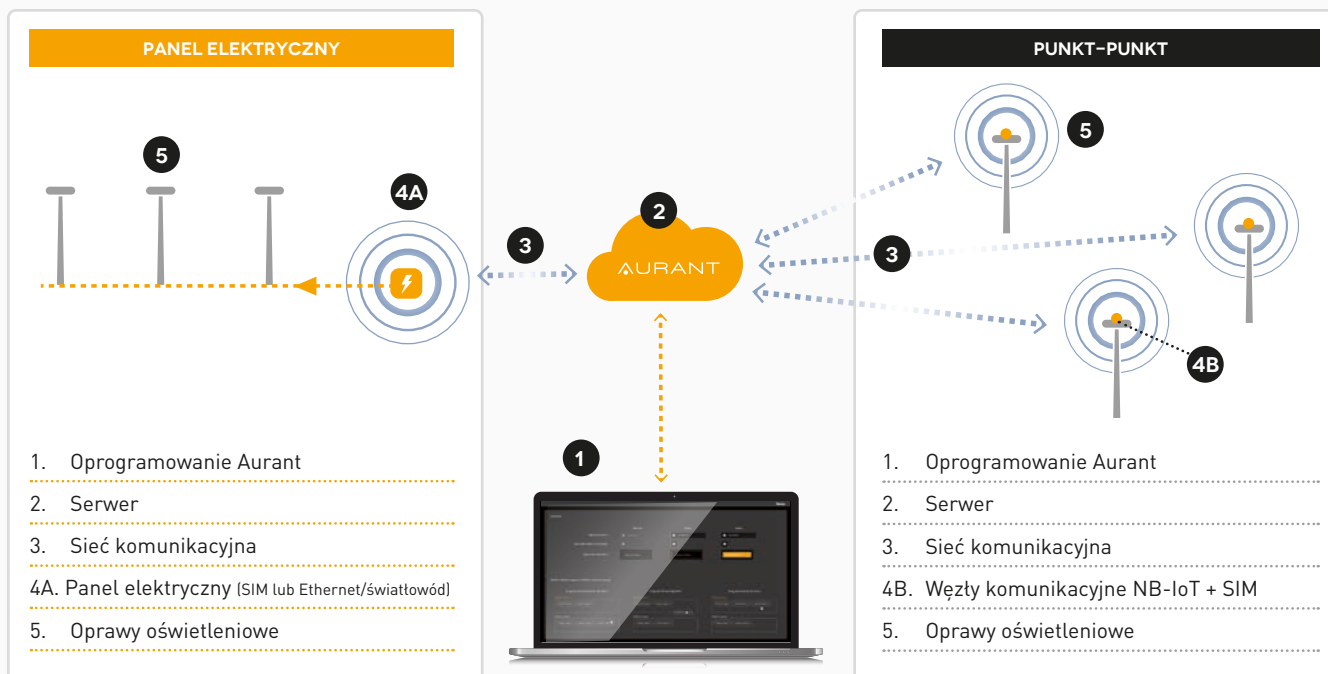 PANEL ELEKTRYCZNY
5
4A
3
1. Oprogramowanie Aurant
2. Serwer
3. Sieć komunikacyjna
4A. Panel elektryczny (SIM lub Ethernet/światłowód)
5. Oprawy oświetleniowe
2
AURANT
1
PUNKT-PUNKT
5
3
4B
1. Oprogramowanie Aurant
2. Serwer
3. Sieć komunikacyjna
4B. Węzły komunikacyjne NB-IoT + SIM
5. Oprawy oświetleniowe